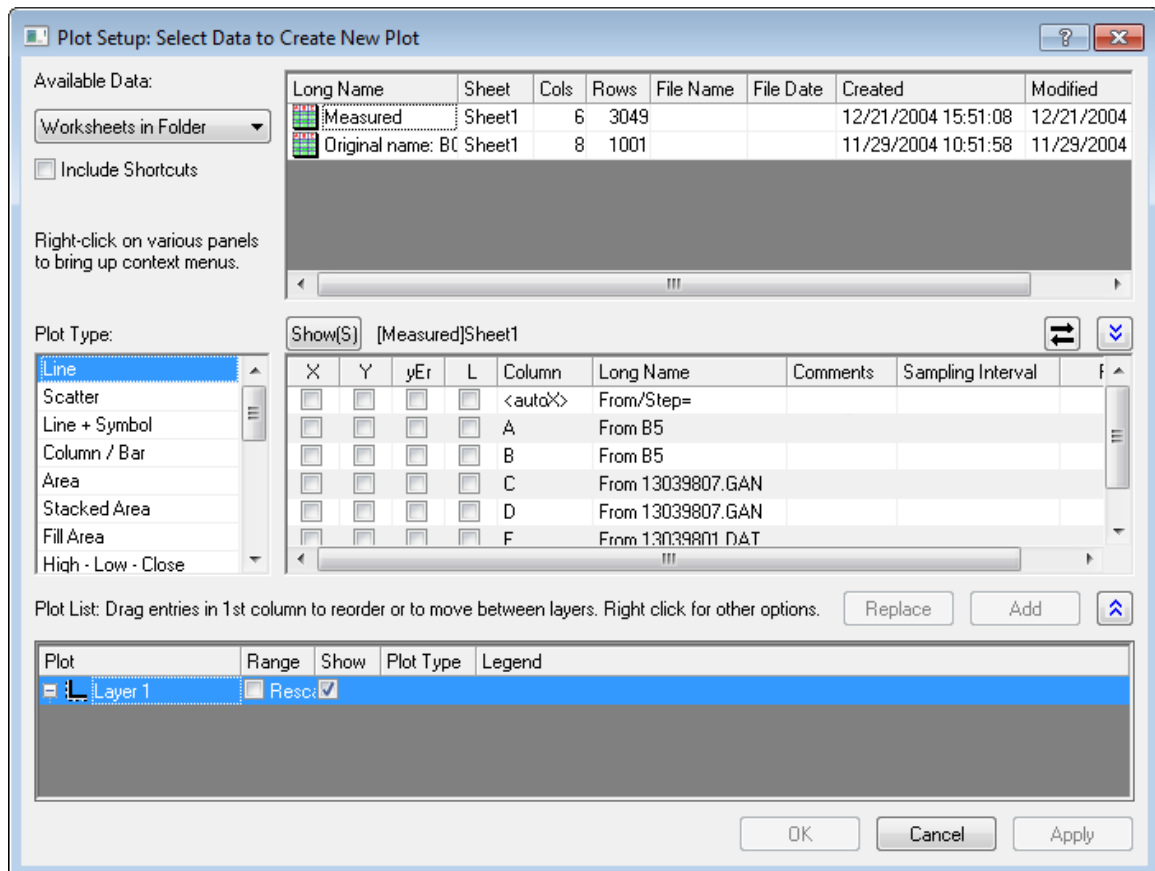 Plot Setup: Select Data to Create New Plot
Available Data:
Worksheets in Folder
Include Shortcuts
Right-click on various panels
to bring up context menus.
Long Name Sheet Cols Rows File Name File Date Created Modified
Measured Sheet1 6 3049 12/21/2004 15:51:08 12/21/2004
Original name: Sheet1 8 1001 11/29/2004 10:51:58 11/29/2004
Plot Type:
Line
Scatter
Line + Symbol
Column / Bar
Area
Stacked Area
Fill Area
High - Low - Close
Show(S) [Measured]Sheet1
X Y yEr L Column Long Name Comments Sampling Interval
<autoX> From/Step=
A From B5
B From B5
C From 13039807.GAN
D From 13039807.GAN
From 13039801.DAT
Plot List: Drag entries in 1st column to reorder or to move between layers. Right click for other options.
Replace Add
Plot Range Show Plot Type Legend
Layer 1 Resca
OK Cancel Apply